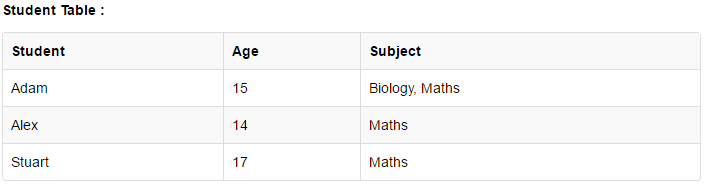 Student Table :
Student Age Subject
Adam 15 Biology, Maths
Alex 14 Maths
Stuart 17 Maths